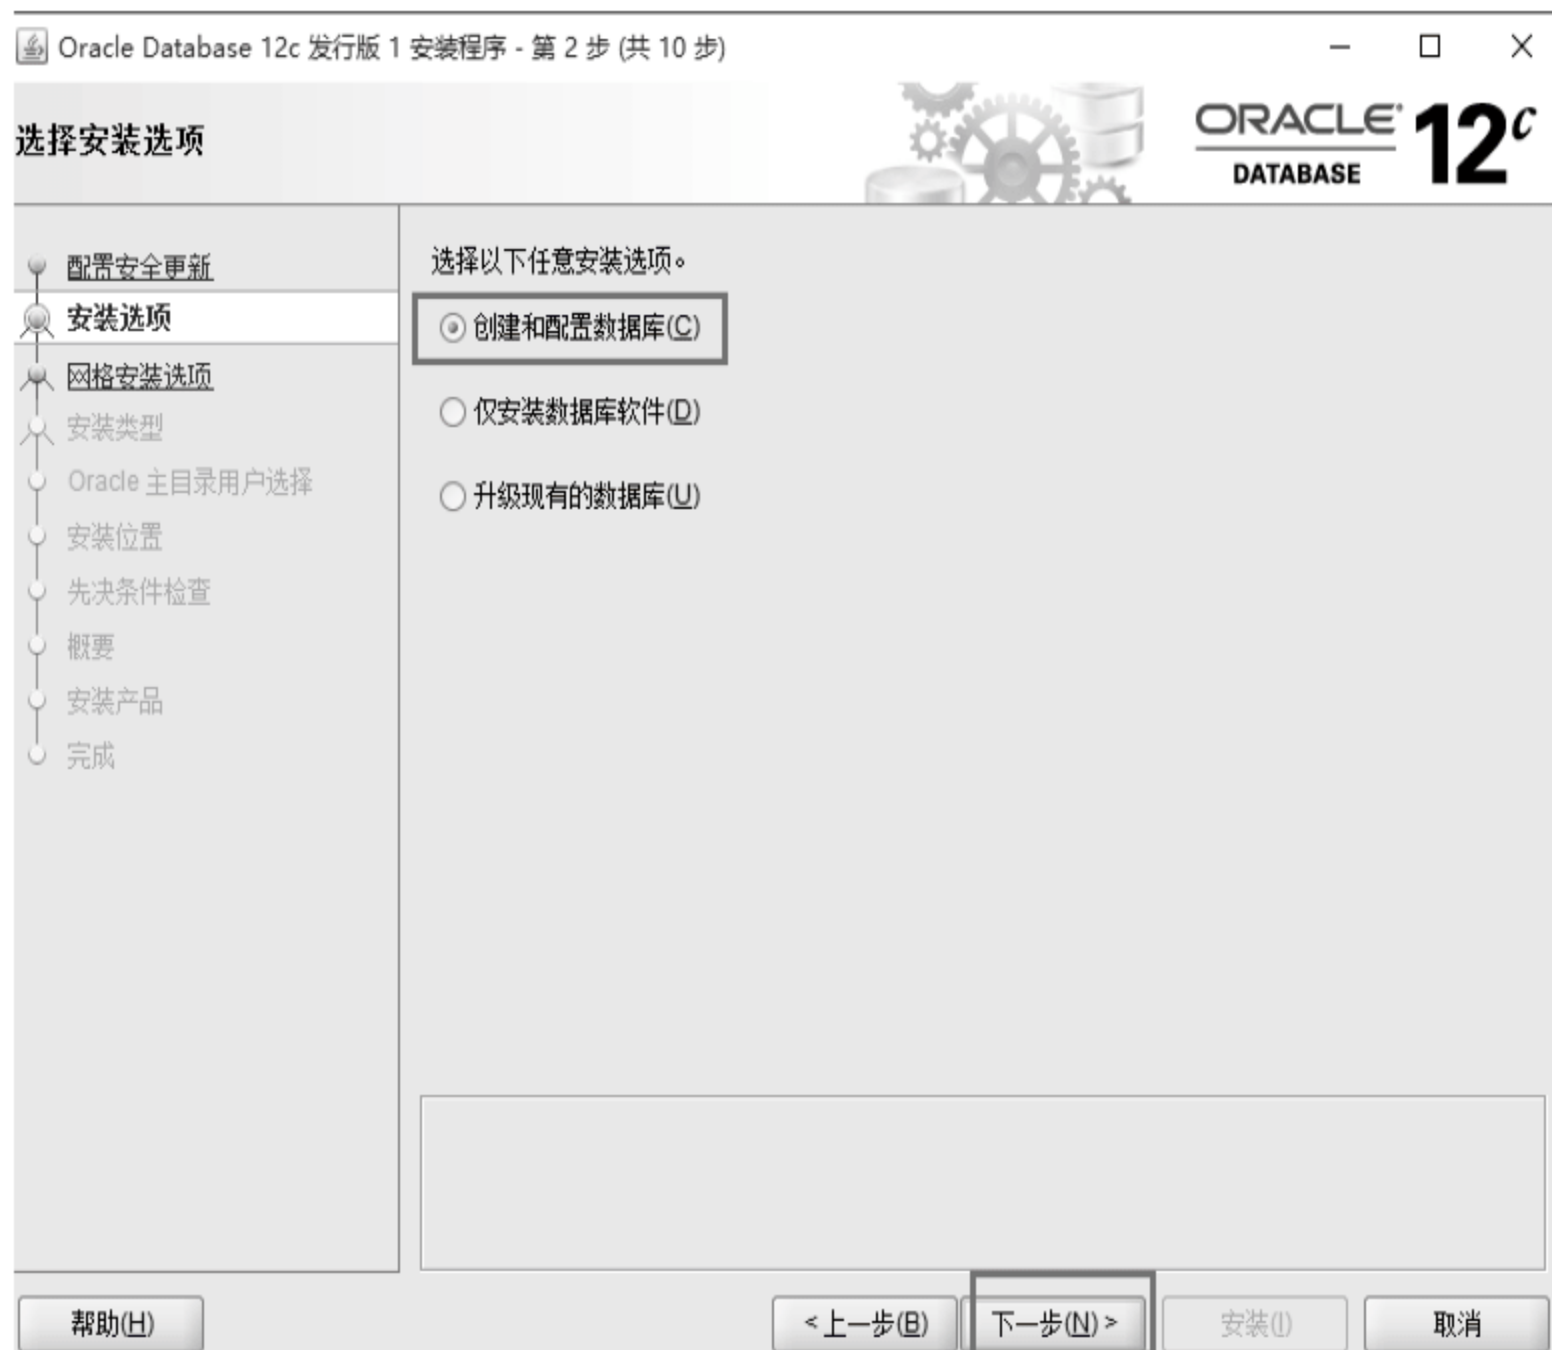 Oracle Database 12c 发行版 1 安装程序 - 第 2 步 (共 10 步)
选择安装选项
ORACLE
DATABASE
12c
配置安全更新
安装选项
网格安装选项
安装类型
Oracle 主目录用户选择
安装位置
先决条件检查
概要
安装产品
完成
选择以下任意安装选项。
创建和配置数据库(C)
仅安装数据库软件(D)
升级现有的数据库(U)
帮助(H)
<上一步(B)
下一步(N)>
安装(I)
取消